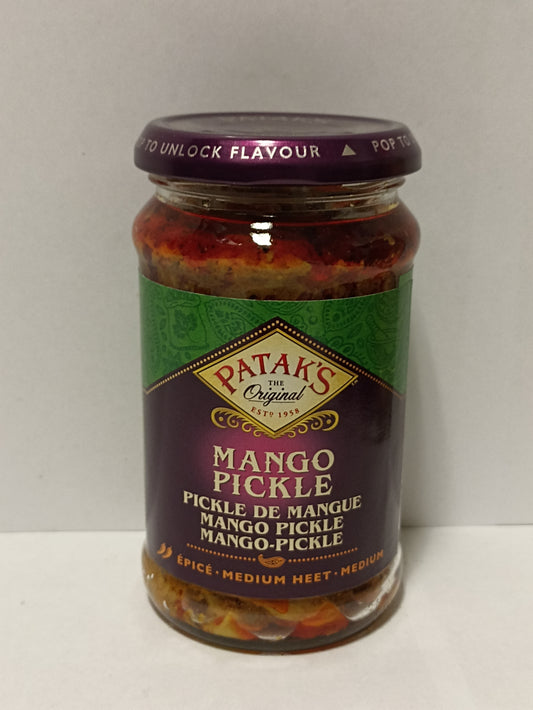 TO UNLOCK FLAVOUR ▲ POP TO
PATAK'S
THE
Original
ESTD 1958
MANGO
PICKLE
PICKLE DE MANGUE
MANGO PICKLE
MANGO-PICKLE
ÉPICÉ · MEDIUM HEET · MEDIUM